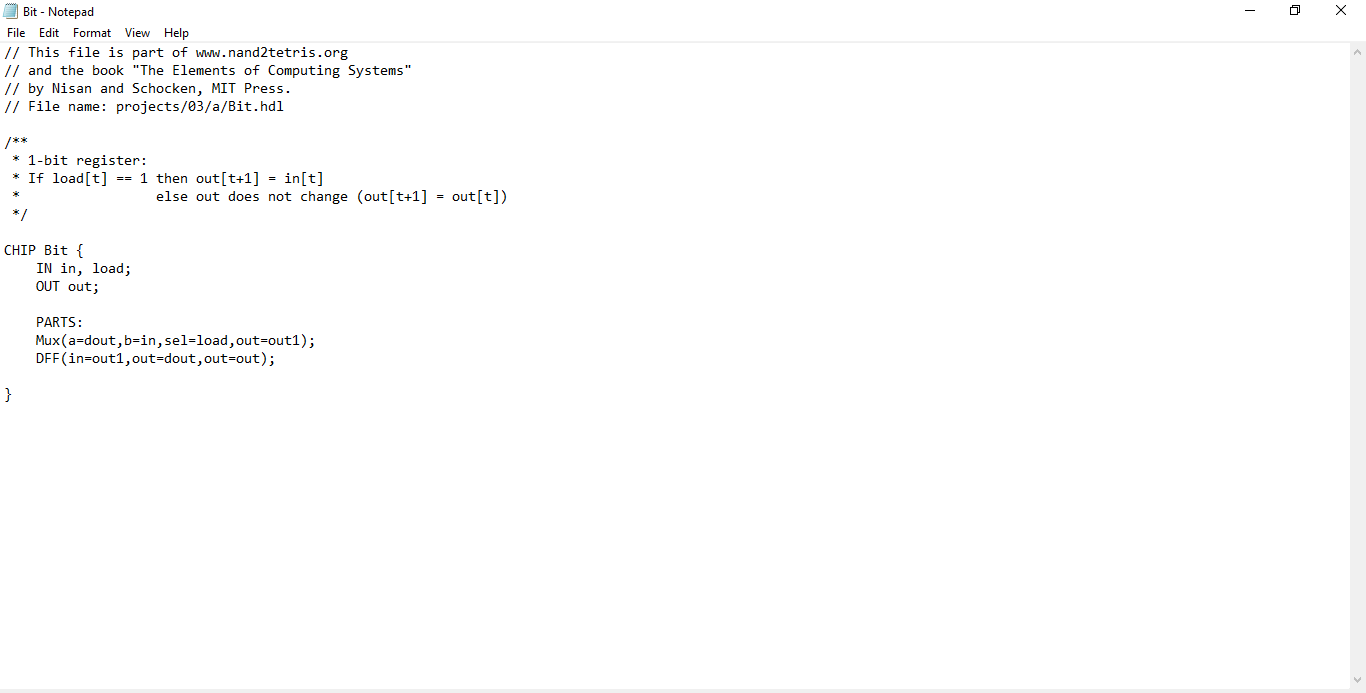 Bit - Notepad
File Edit Format View Help
// This file is part of www.nand2tetris.org
// and the book "The Elements of Computing Systems"
// by Nisan and Schocken, MIT Press.
// File name: projects/03/a/Bit.hdl
/**
 * 1-bit register:
 * If load[t] == 1 then out[t+1] = in[t]
 *                 else out does not change (out[t+1] = out[t])
 */
CHIP Bit {
    IN in, load;
    OUT out;
    PARTS:
    Mux(a=dout,b=in,sel=load,out=out1);
    DFF(in=out1,out=dout,out=out);
}